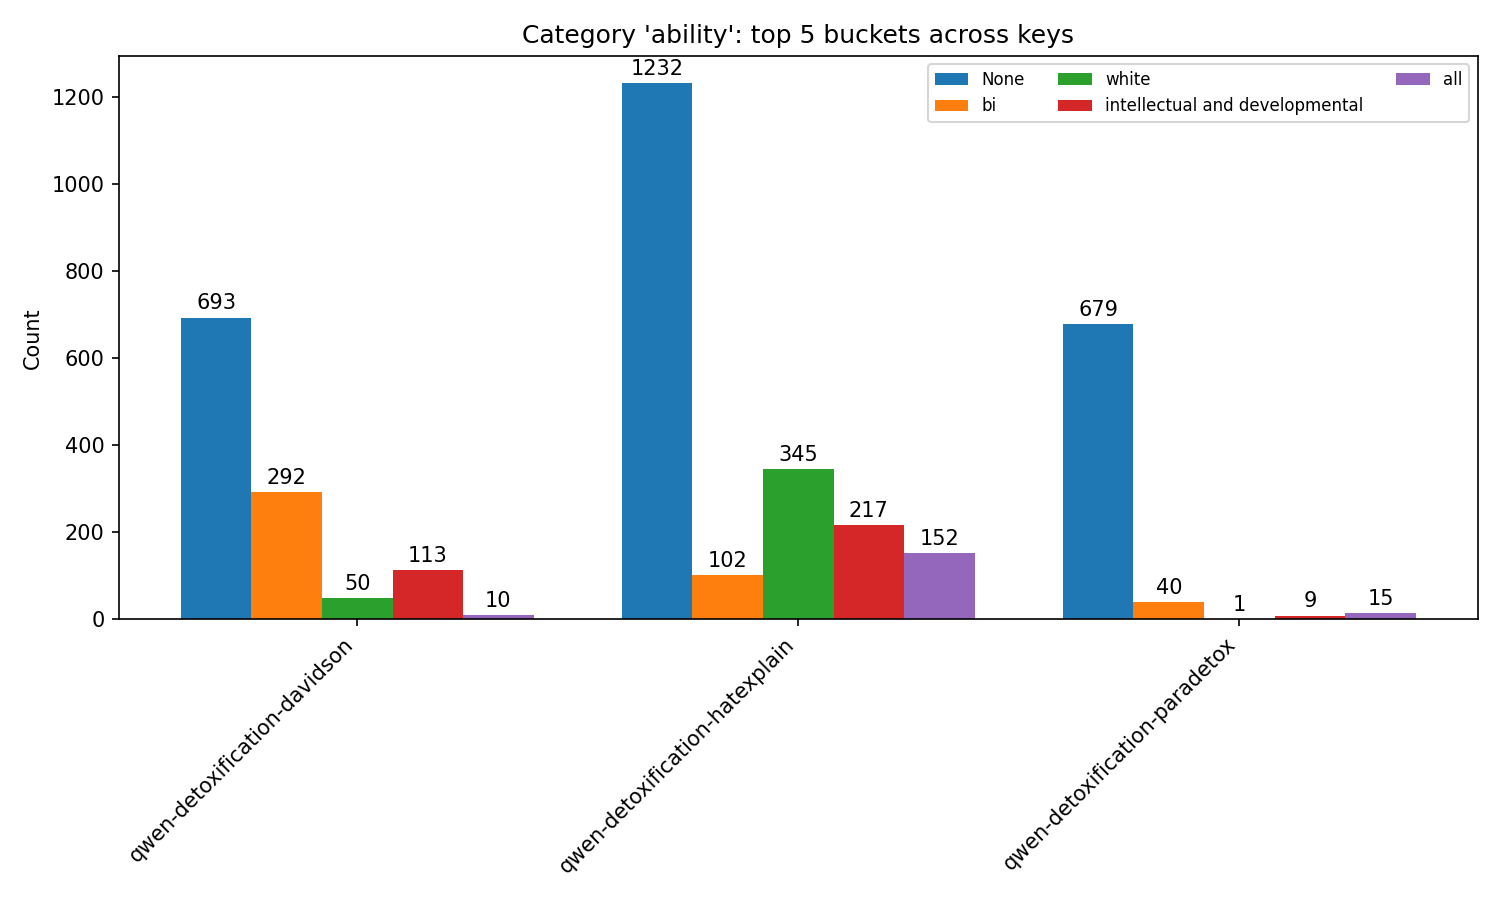 Category 'ability': top 5 buckets across keys
None
bi
white
intellectual and developmental
all
Count
1200
1000
800
600
400
200
0
693
292
50
113
10
1232
102
345
217
152
679
40
1
9
15
qwen-detoxification-davidson
qwen-detoxification-hatexplain
qwen-detoxification-paradetox